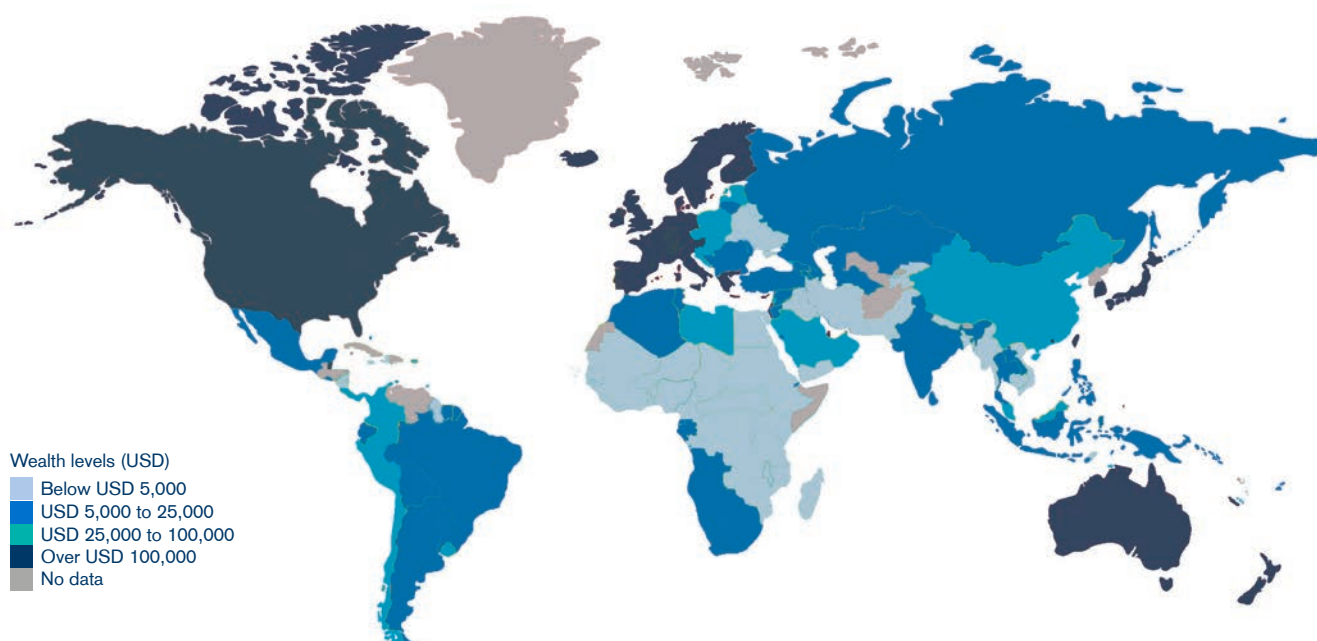 Wealth levels (USD)
Below USD 5,000
USD 5,000 to 25,000
USD 25,000 to 100,000
Over USD 100,000
No data